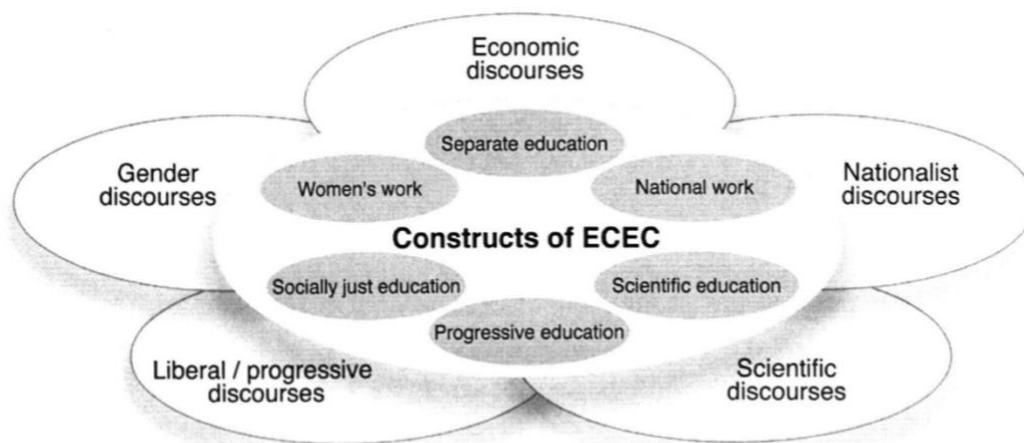 Economic
discourses
Separate education
Gender
discourses
Women's work
National work
Nationalist
discourses
Constructs of ECEC
Socially just education
Scientific education
Progressive education
Liberal / progressive
discourses
Scientific
discourses